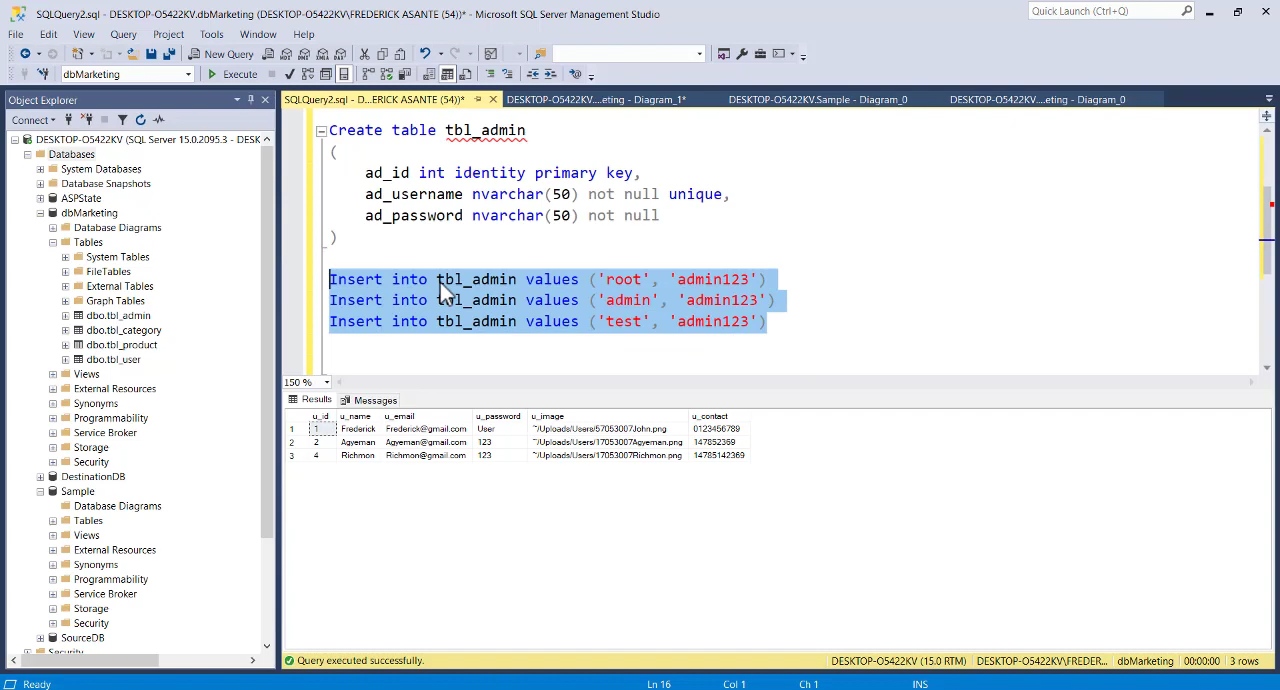 SQLQuery2.sql - DESKTOP-O5422KV.dbMarketing (DESKTOP-O5422KV\FREDERICK ASANTE (54))* - Microsoft SQL Server Management Studio
Quick Launch (Ctrl+Q)
File Edit View Query Project Tools Window Help
New Query
dbMarketing Execute
Object Explorer
SQLQuery2.sql - D...ERICK ASANTE (54))* DESKTOP-O5422KV....eting - Diagram_1* DESKTOP-O5422KV.Sample - Diagram_0 DESKTOP-O5422KV....eting - Diagram_0
Connect
DESKTOP-O5422KV (SQL Server 15.0.2095.3 - DESK
Databases
System Databases
Database Snapshots
ASPState
dbMarketing
Database Diagrams
Tables
System Tables
FileTables
External Tables
Graph Tables
dbo.tbl_admin
dbo.tbl_category
dbo.tbl_product
dbo.tbl_user
Views
External Resources
Synonyms
Programmability
Service Broker
Storage
Security
DestinationDB
Sample
Database Diagrams
Tables
Views
External Resources
Synonyms
Programmability
Service Broker
Storage
Security
SourceDB
Create table tbl_admin
(
ad_id int identity primary key,
ad_username nvarchar(50) not null unique,
ad_password nvarchar(50) not null
)
Insert into tbl_admin values ('root', 'admin123')
Insert into tbl_admin values ('admin', 'admin123')
Insert into tbl_admin values ('test', 'admin123')
150 %
Results Messages
u_id u_name u_email u_password u_image u_contact
1 1 Frederick Frederick@gmail.com User ~/Uploads/Users/57053007John.png 0123456789
2 2 Agyeman Agyeman@gmail.com 123 ~/Uploads/Users/17053007Agyeman.png 147852369
3 4 Richmon Richmon@gmail.com 123 ~/Uploads/Users/17053007Richmon.png 14785142369
Query executed successfully. DESKTOP-O5422KV (15.0 RTM) DESKTOP-O5422KV\FREDER... dbMarketing 00:00:00 3 rows
Ready Ln 16 Col 1 Ch 1 INS